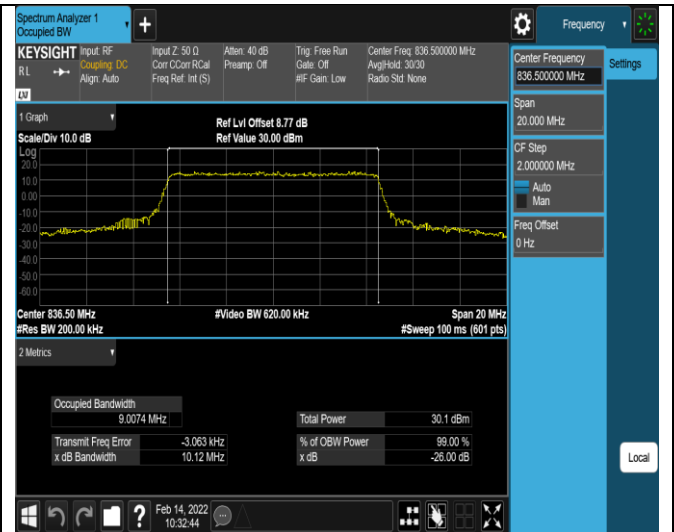 Spectrum Analyzer 1
Occupied BW
+
Frequency
KEYSIGHT
RL
LXI
Input: RF
Coupling: DC
Align: Auto
Input Z: 50 Ω
Corr CCorr RCal
Freq Ref: Int (S)
Atten: 40 dB
Preamp: Off
Trig: Free Run
Gate: Off
#IF Gain: Low
Center Freq: 836.500000 MHz
Avg|Hold: 30/30
Radio Std: None
Center Frequency
836.500000 MHz
Settings
Span
20.000 MHz
CF Step
2.000000 MHz
Auto
Man
Freq Offset
0 Hz
Local
1 Graph
Scale/Div 10.0 dB
Ref Lvl Offset 8.77 dB
Ref Value 30.00 dBm
Log
20.0
10.0
0.00
-10.0
-20.0
-30.0
-40.0
-50.0
-60.0
Center 836.50 MHz
#Res BW 200.00 kHz
#Video BW 620.00 kHz
Span 20 MHz
#Sweep 100 ms (601 pts)
2 Metrics
Occupied Bandwidth
9.0074 MHz
Total Power 30.1 dBm
Transmit Freq Error -3.063 kHz
% of OBW Power 99.00 %
x dB Bandwidth 10.12 MHz
x dB -26.00 dB
?
Feb 14, 2022
10:32:44